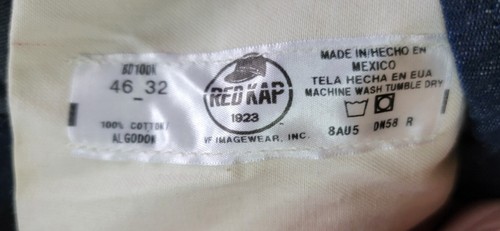 46 32
100% COTTON
ALGODON
RED KAP
1923
VF IMAGEWEAR, INC.
MADE IN/HECHO EN
MEXICO
TELA HECHA EN EUA
MACHINE WASH TUMBLE DRY
8AU5 DN58 R